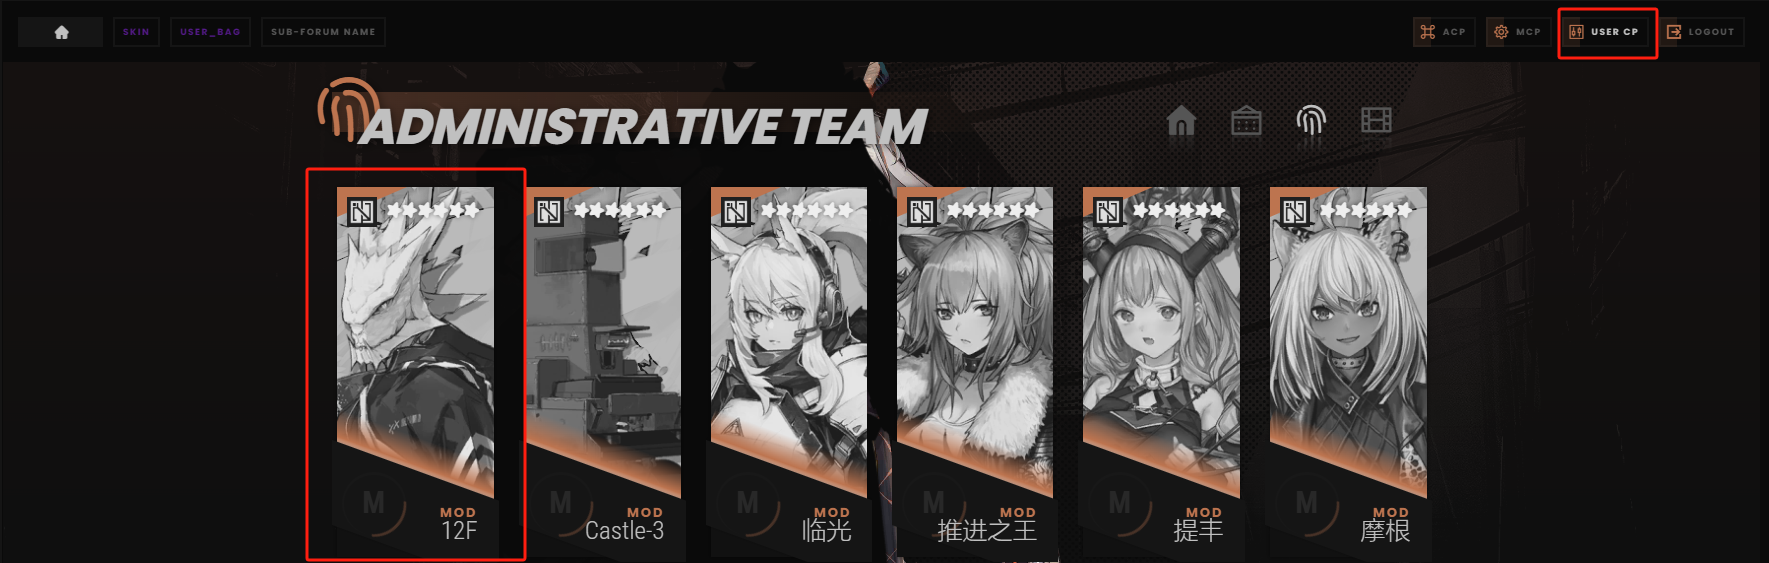 SKIN
USER_BAG
SUB-FORUM NAME
ACP
MCP
USER CP
LOGOUT
ADMINISTRATIVE TEAM
M
MOD
12F
M
MOD
Castle-3
M
MOD
临光
M
MOD
推进之王
M
MOD
提丰
M
MOD
摩根